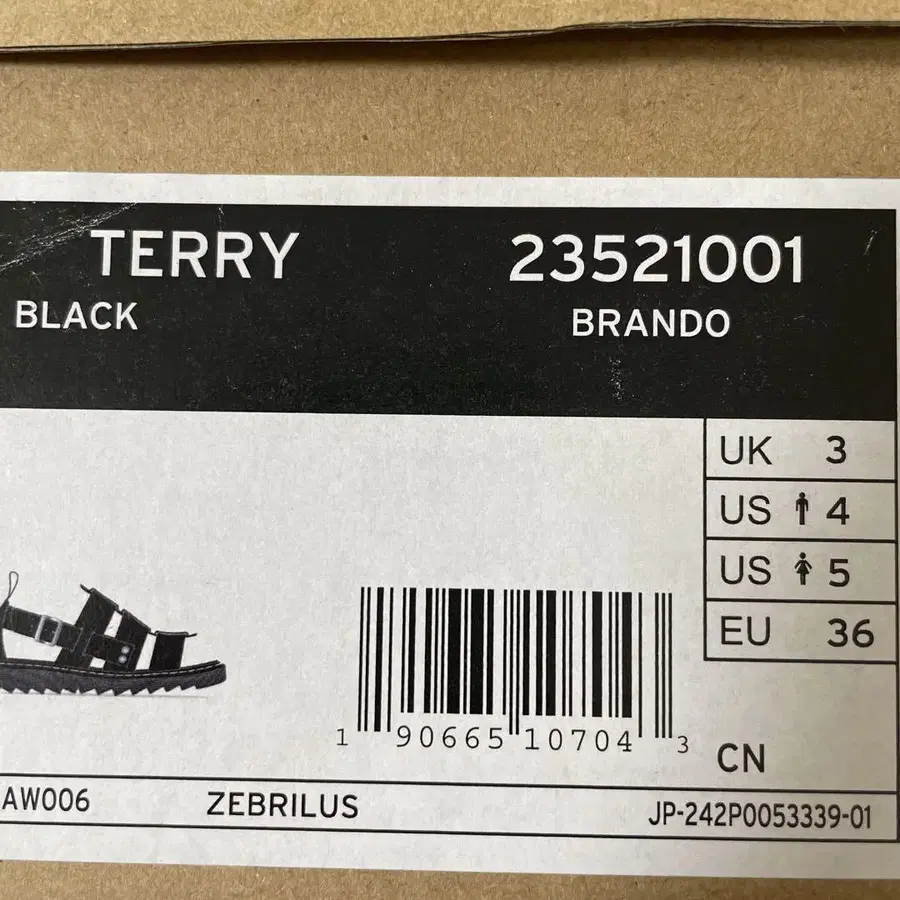 TERRY 23521001
BLACK BRANDO
UK 3
US 4
US 5
EU 36
1 90665 10704 3
CN
AW006 ZEBRILUS JP-242P0053339-01